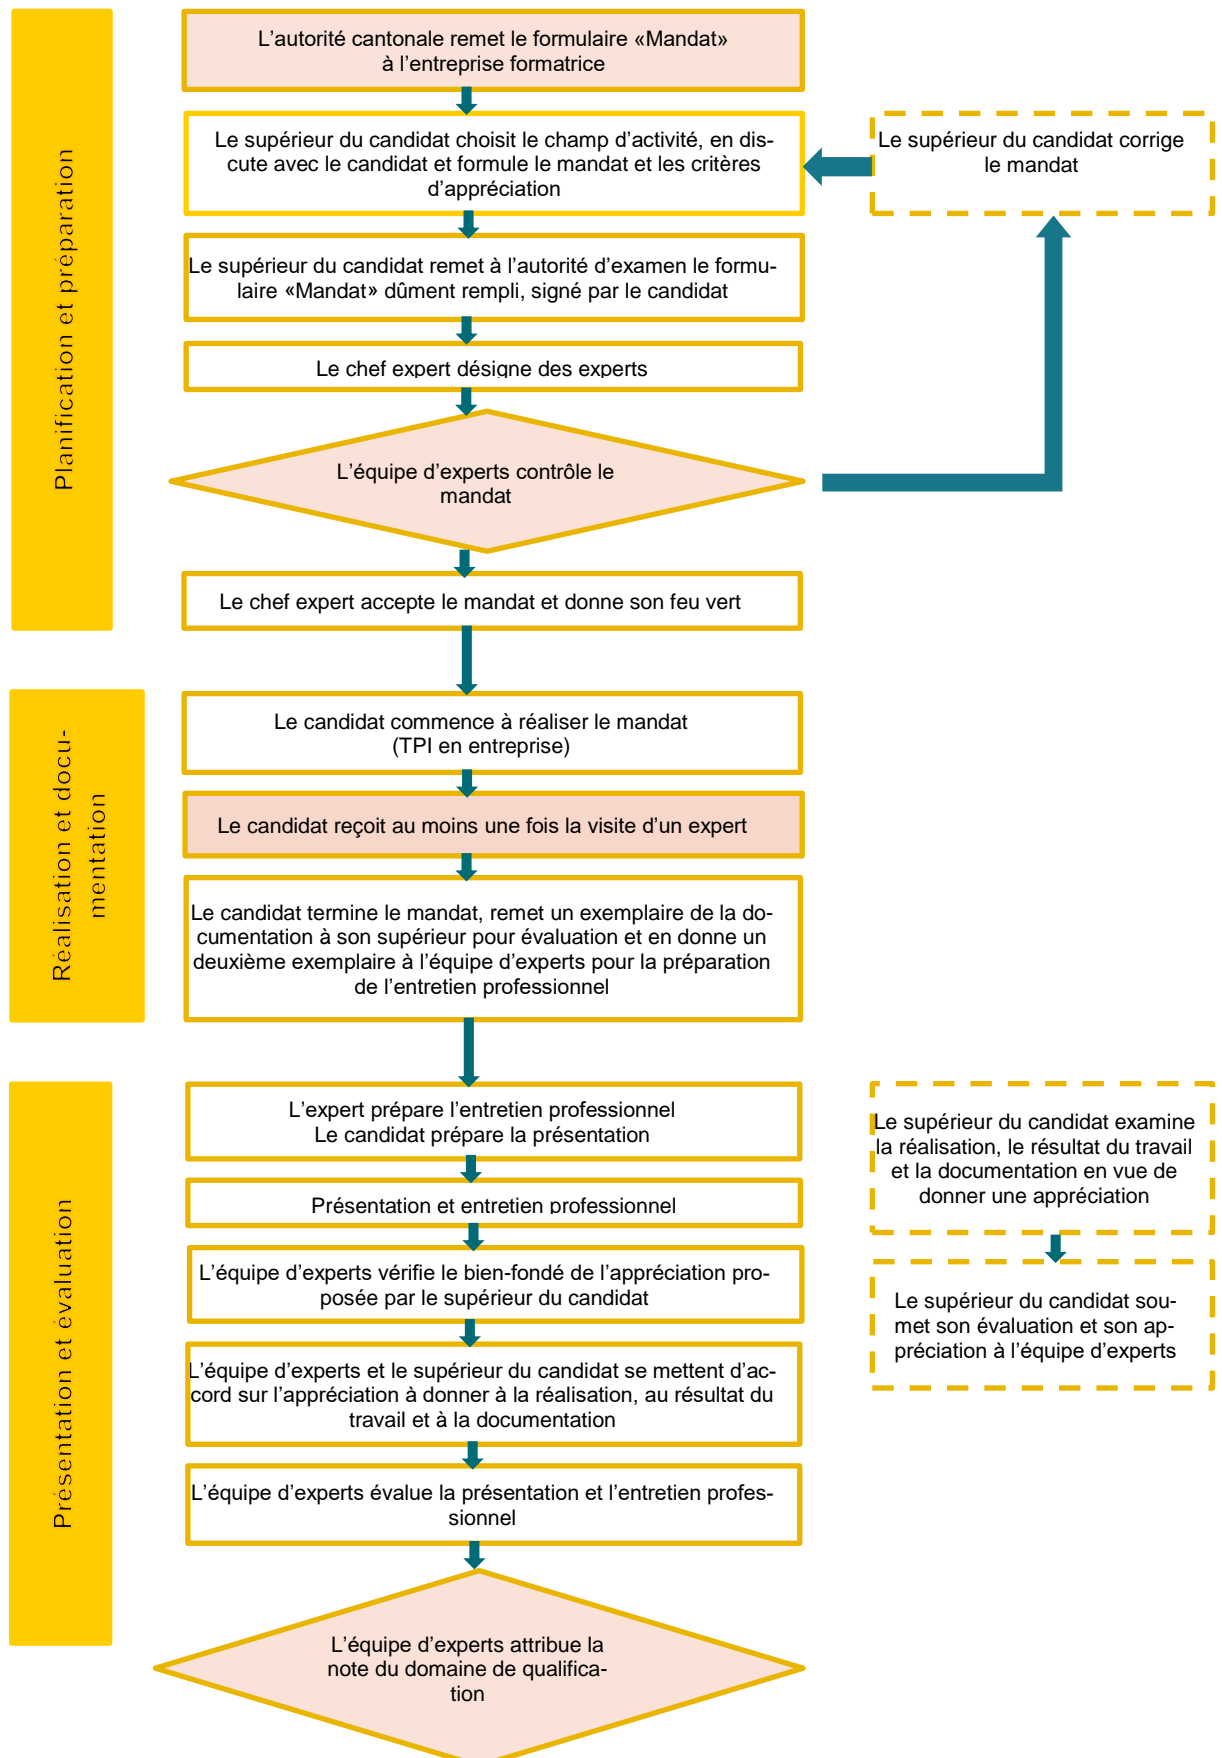 Planification et préparation
L'autorité cantonale remet le formulaire «Mandat»
à l'entreprise formatrice
Le supérieur du candidat choisit le champ d'activité, en dis-
cute avec le candidat et formule le mandat et les critères
d'appréciation
Le supérieur du candidat corrige
le mandat
Le supérieur du candidat remet à l'autorité d'examen le formu-
laire «Mandat» dûment rempli, signé par le candidat
Le chef expert désigne des experts
L'équipe d'experts contrôle le
mandat
Le chef expert accepte le mandat et donne son feu vert
Réalisation et docu-
mentation
Le candidat commence à réaliser le mandat
(TPI en entreprise)
Le candidat reçoit au moins une fois la visite d'un expert
Le candidat termine le mandat, remet un exemplaire de la do-
cumentation à son supérieur pour évaluation et en donne un
deuxième exemplaire à l'équipe d'experts pour la préparation
de l'entretien professionnel
Présentation et évaluation
L'expert prépare l'entretien professionnel
Le candidat prépare la présentation
Présentation et entretien professionnel
L'équipe d'experts vérifie le bien-fondé de l'appréciation pro-
posée par le supérieur du candidat
L'équipe d'experts et le supérieur du candidat se mettent d'ac-
cord sur l'appréciation à donner à la réalisation, au résultat du
travail et à la documentation
L'équipe d'experts évalue la présentation et l'entretien profes-
sionnel
L'équipe d'experts attribue la
note du domaine de qualifica-
tion
Le supérieur du candidat examine
la réalisation, le résultat du travail
et la documentation en vue de
donner une appréciation
Le supérieur du candidat sou-
met son évaluation et son ap-
préciation à l'équipe d'experts